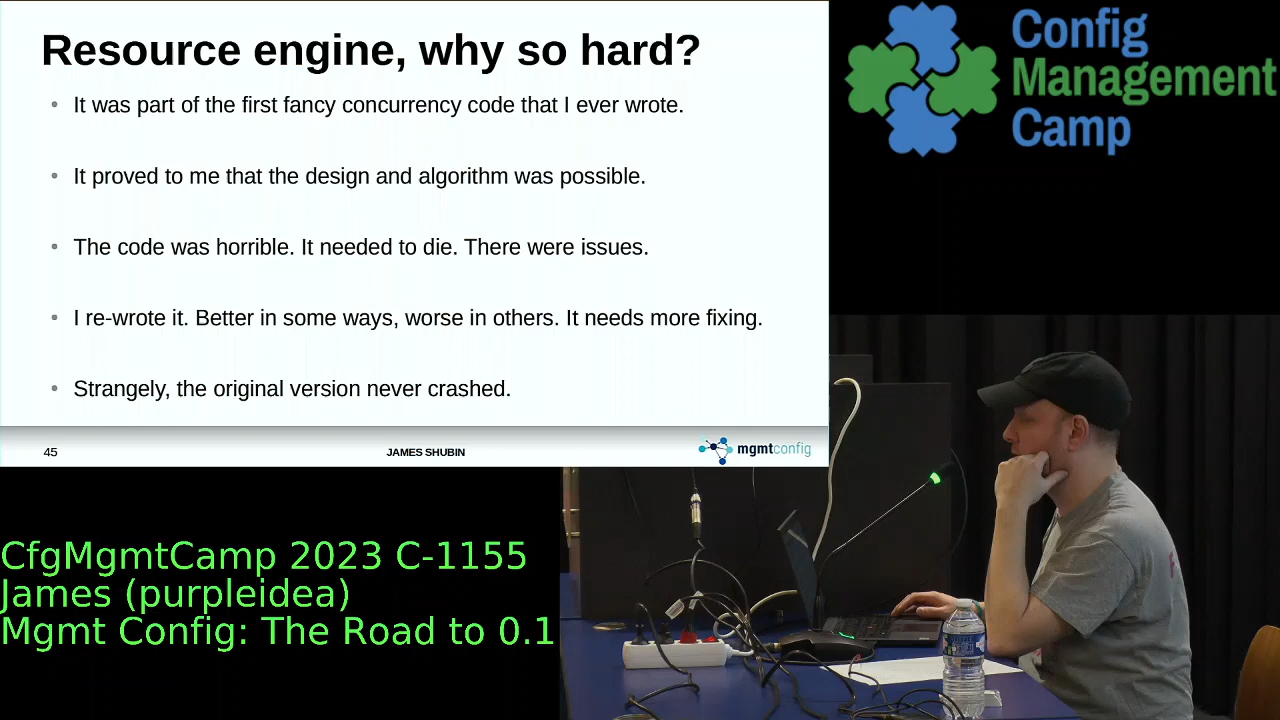 Resource engine, why so hard?
It was part of the first fancy concurrency code that I ever wrote.
It proved to me that the design and algorithm was possible.
The code was horrible. It needed to die. There were issues.
I re-wrote it. Better in some ways, worse in others. It needs more fixing.
Strangely, the original version never crashed.
45
JAMES SHUBIN
mgmtconfig
Config
Management
Camp
CfgMgmtCamp 2023 C-1155
James (purpleidea)
Mgmt Config: The Road to 0.1